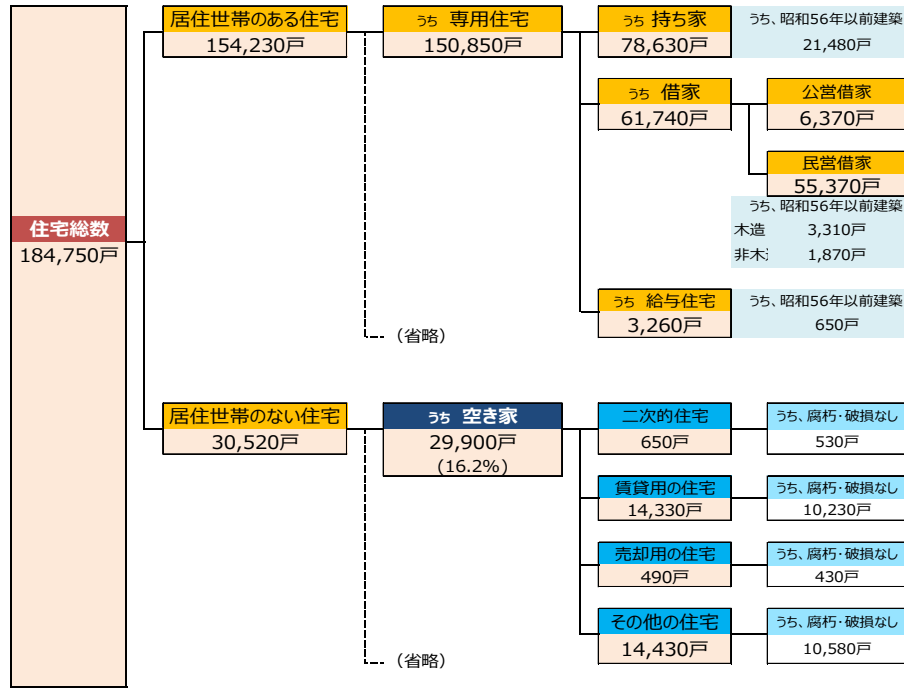 住宅総数
184,750戸
居住世帯のある住宅
154,230戸
うち 専用住宅
150,850戸
うち 持ち家
78,630戸
うち、昭和56年以前建築
21,480戸
うち 借家
61,740戸
公営借家
6,370戸
民営借家
55,370戸
うち、昭和56年以前建築
木造 3,310戸
非木 1,870戸
うち 給与住宅
3,260戸
うち、昭和56年以前建築
650戸
(省略)
居住世帯のない住宅
30,520戸
うち 空き家
29,900戸
(16.2%)
二次的住宅
650戸
うち、腐朽・破損なし
530戸
賃貸用の住宅
14,330戸
うち、腐朽・破損なし
10,230戸
売却用の住宅
490戸
うち、腐朽・破損なし
430戸
その他の住宅
14,430戸
うち、腐朽・破損なし
10,580戸
(省略)